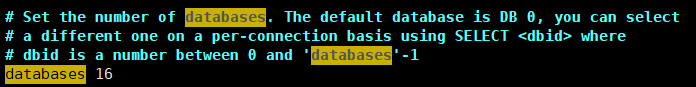 # Set the number of databases. The default database is DB 0, you can select
# a different one on a per-connection basis using SELECT <dbid> where
# dbid is a number between 0 and 'databases'-1
databases 16